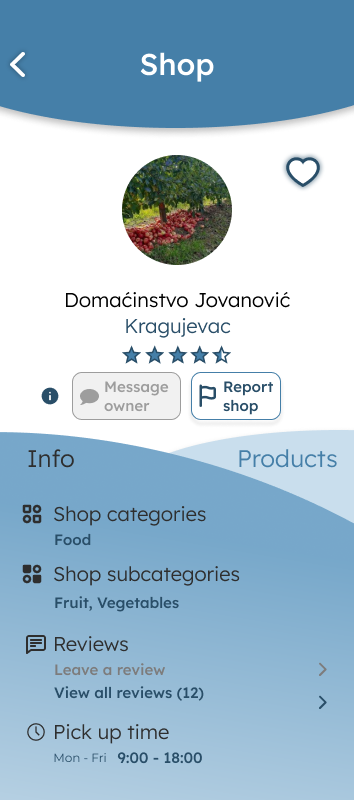 Shop
Domaćinstvo Jovanović
Kragujevac
Message
owner
Report
shop
Info
Products
Shop categories
Food
Shop subcategories
Fruit, Vegetables
Reviews
Leave a review
View all reviews (12)
Pick up time
Mon - Fri 9:00 - 18:00